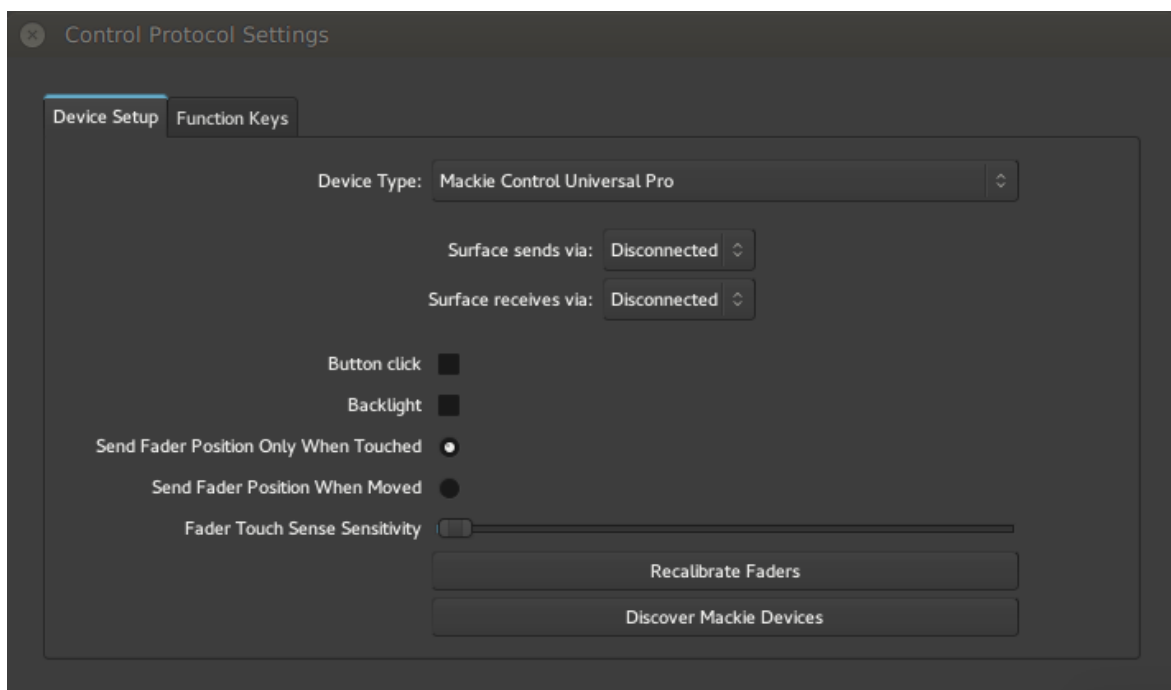 Control Protocol Settings
Device Setup Function Keys
Device Type: Mackie Control Universal Pro
Surface sends via: Disconnected
Surface receives via: Disconnected
Button click
Backlight
Send Fader Position Only When Touched
Send Fader Position When Moved
Fader Touch Sense Sensitivity
Recalibrate Faders
Discover Mackie Devices